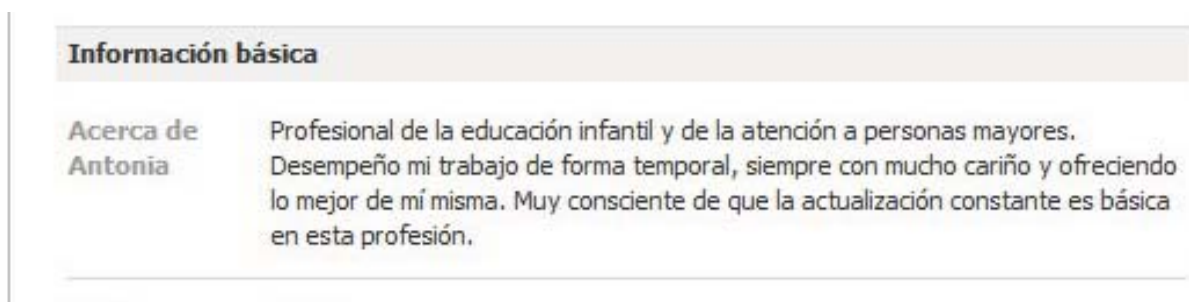 Información básica
Acerca de Antonia
Profesional de la educación infantil y de la atención a personas mayores.
Desempeño mi trabajo de forma temporal, siempre con mucho cariño y ofreciendo
lo mejor de mí misma. Muy consciente de que la actualización constante es básica
en esta profesión.